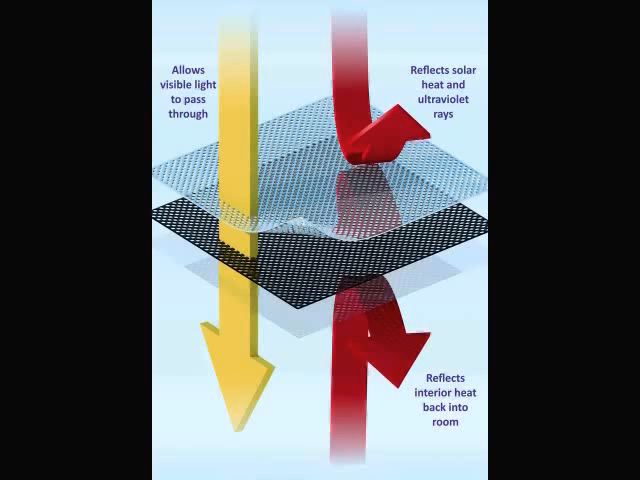 Allows
visible light
to pass
through
Reflects solar
heat and
ultraviolet
rays
Reflects
interior heat
back into
room